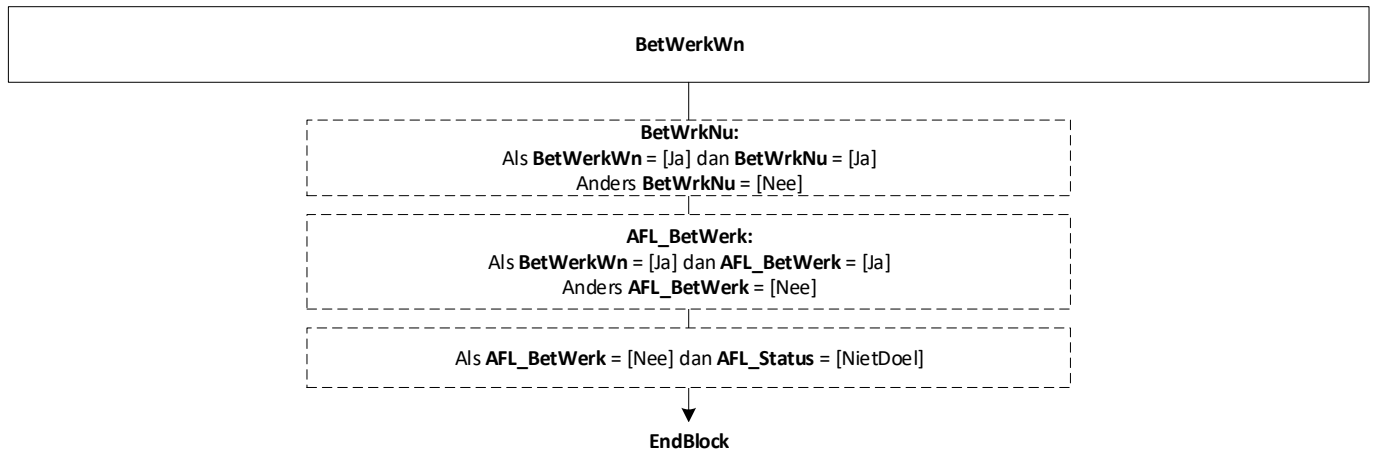 BetWerkWn
BetWrkNu:
Als BetWerkWn = [Ja] dan BetWrkNu = [Ja]
Anders BetWrkNu = [Nee]
AFL_BetWerk:
Als BetWerkWn = [Ja] dan AFL_BetWerk = [Ja]
Anders AFL_BetWerk = [Nee]
Als AFL_BetWerk = [Nee] dan AFL_Status = [NietDoel]
EndBlock